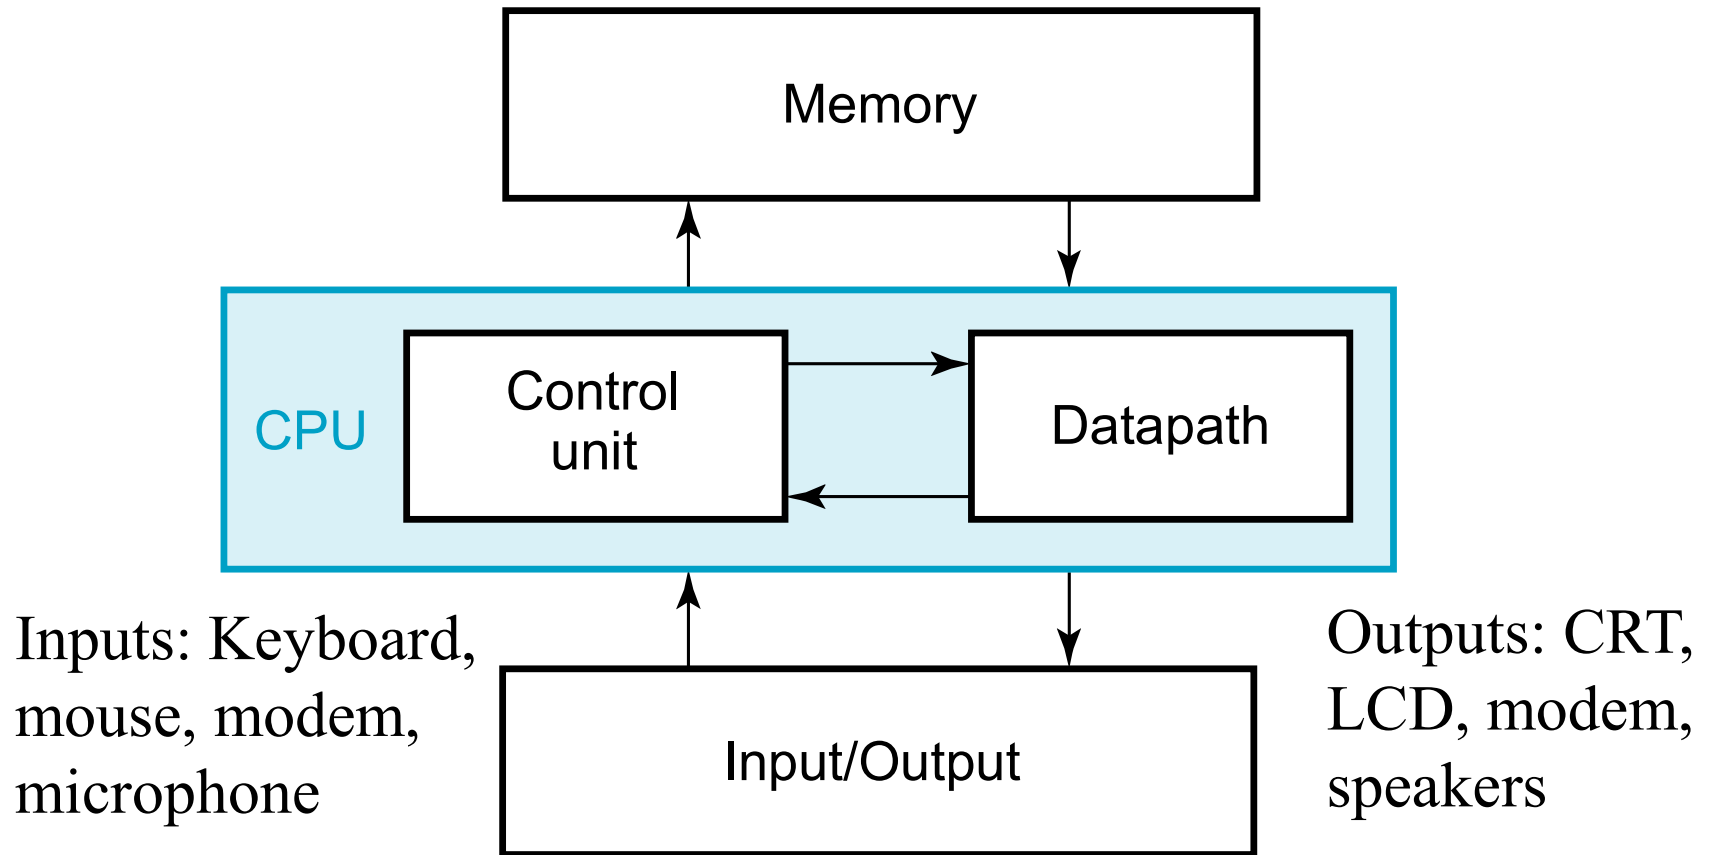 Memory
CPU
Control
unit
Datapath
Inputs: Keyboard,
mouse, modem,
microphone
Input/Output
Outputs: CRT,
LCD, modem,
speakers